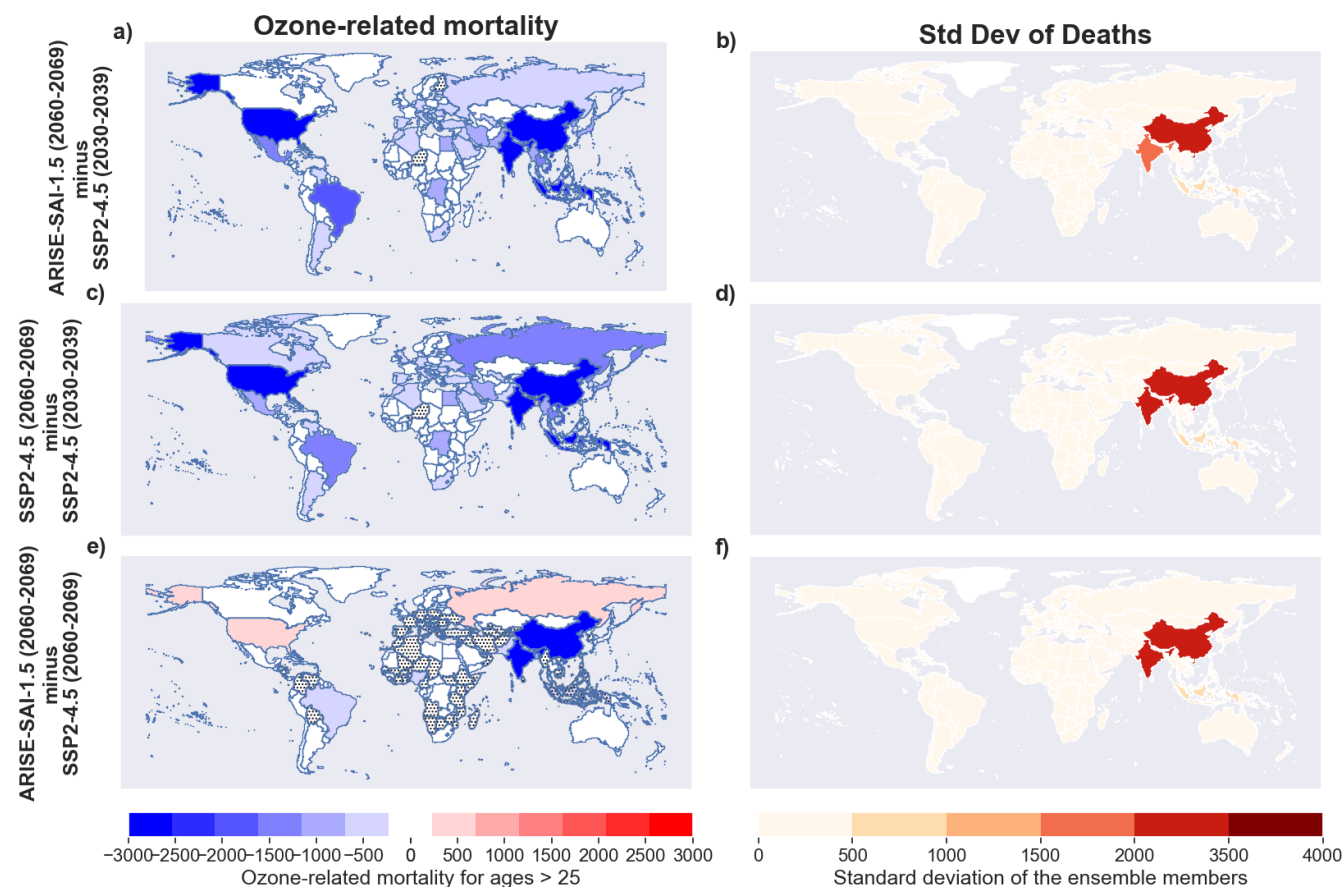 Ozone-related mortality
Std Dev of Deaths
a)
b)
ARISE-SAI-1.5 (2060-2069)
minus
SSP2-4.5 (2030-2039)
c)
d)
SSP2-4.5 (2060-2069)
minus
SSP2-4.5 (2030-2039)
e)
f)
ARISE-SAI-1.5 (2060-2069)
minus
SSP2-4.5 (2060-2069)
−3000 −2500 −2000 −1500 −1000 −500 0 500 1000 1500 2000 2500 3000
Ozone-related mortality for ages > 25
0 500 1000 1500 2000 3500 4000
Standard deviation of the ensemble members